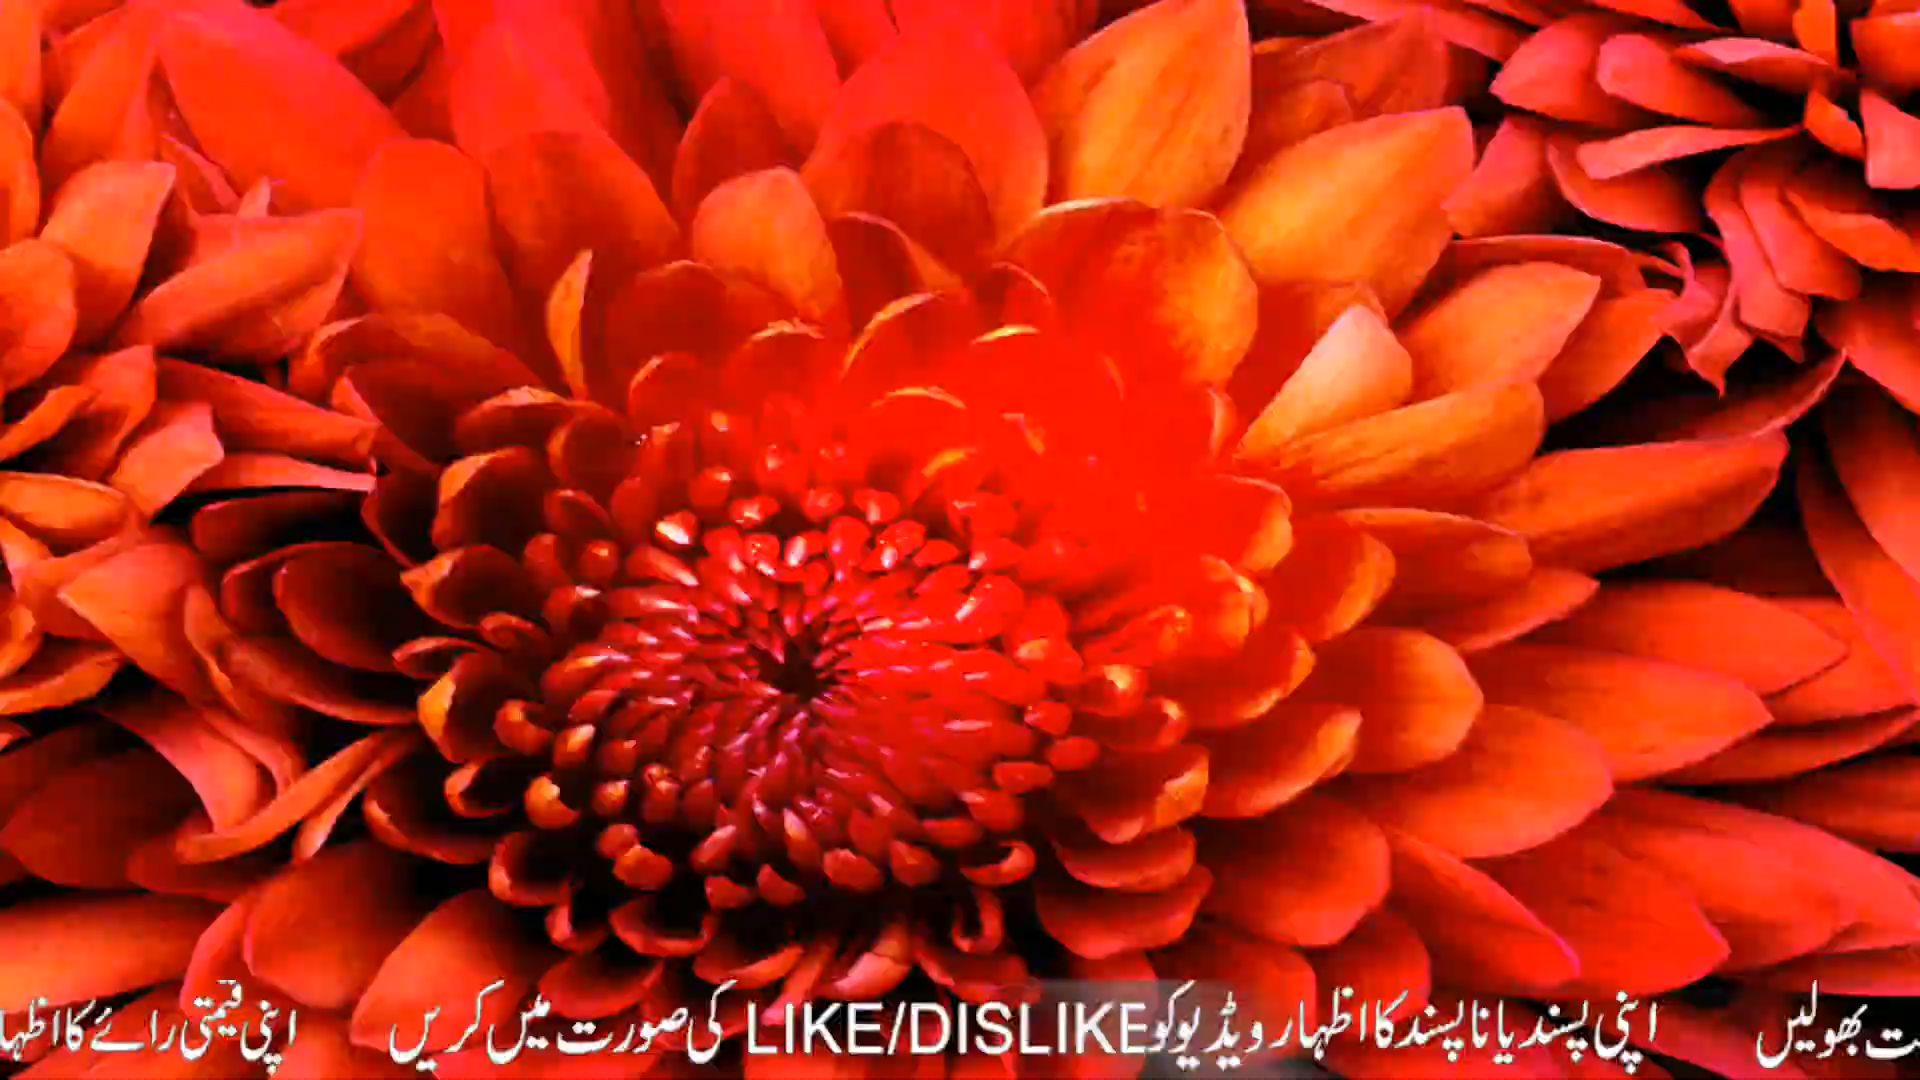 مت بھولیں اپنی پسند یا ناپسند کا اظہار ویڈیو کو LIKE/DISLIKE کی صورت میں کریں اپنی قیمتی رائے کا